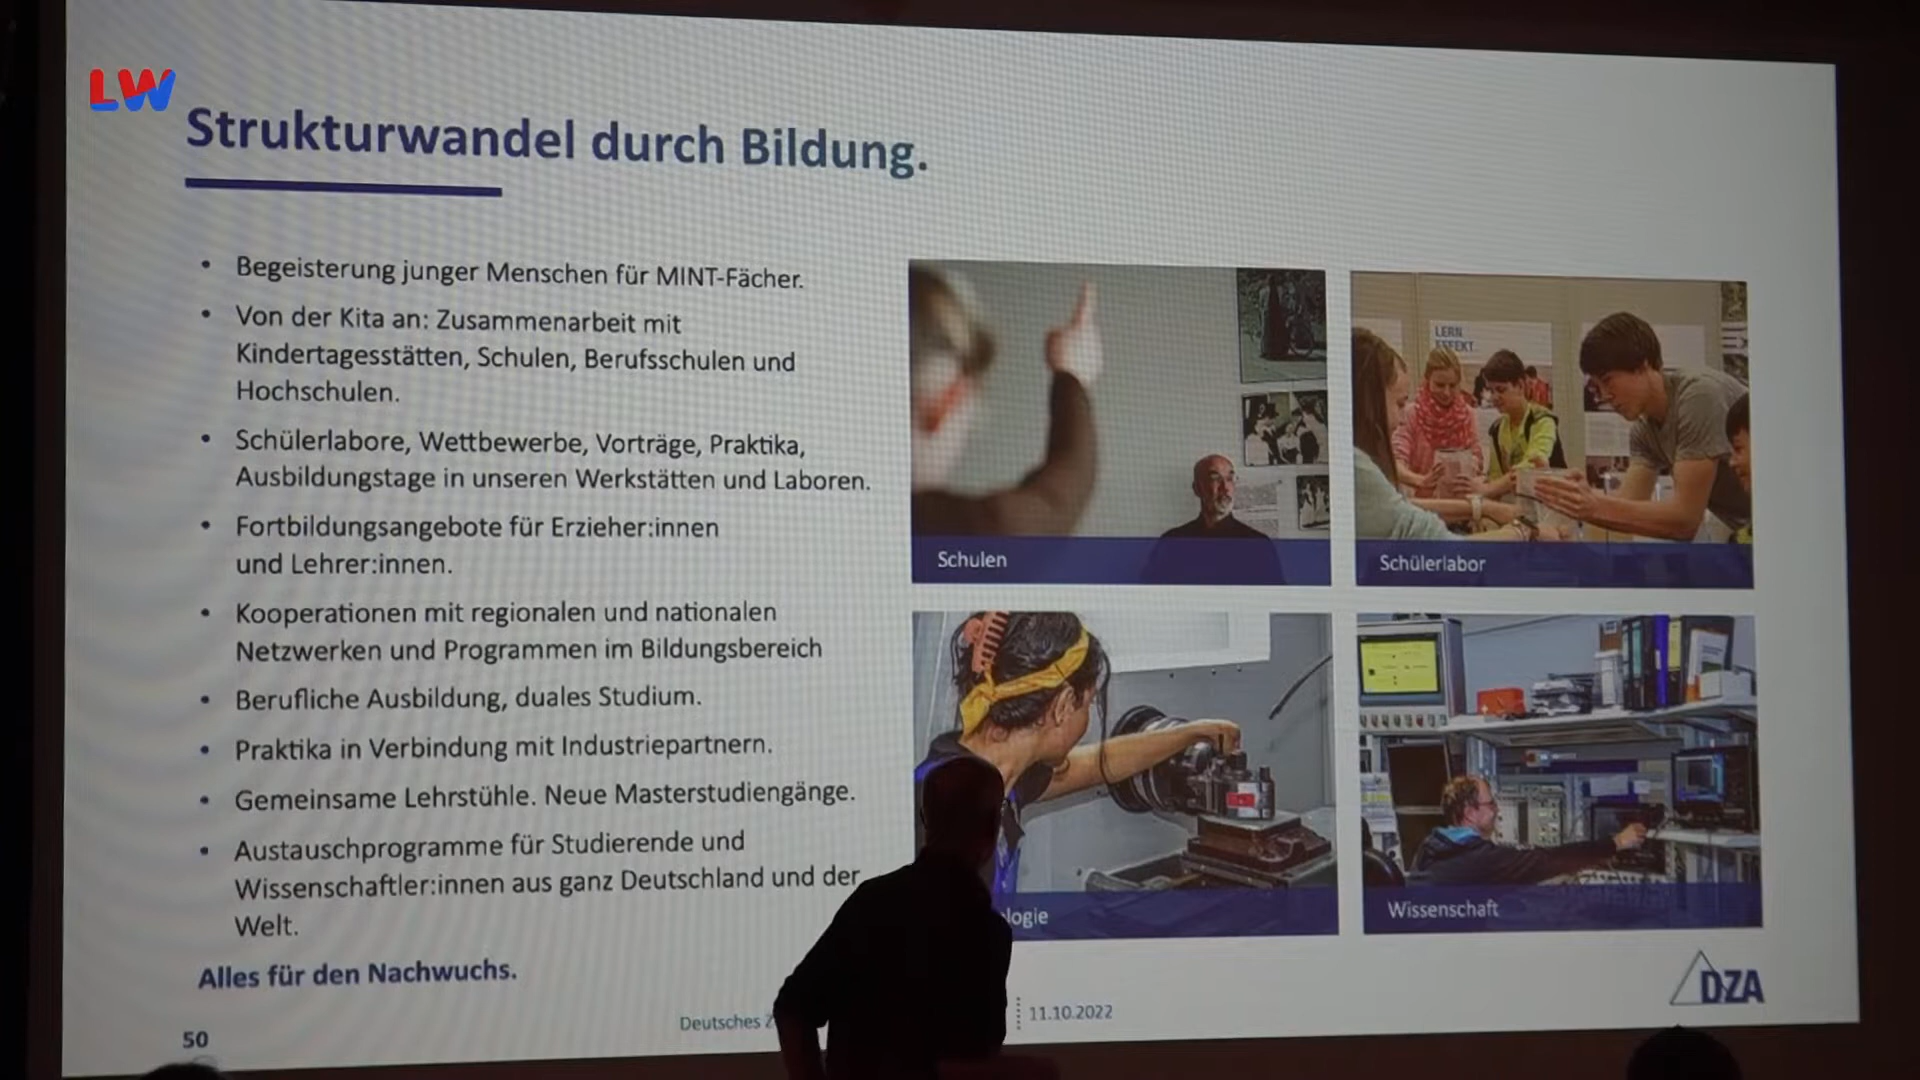 LW
Strukturwandel durch Bildung.
• Begeisterung junger Menschen für MINT-Fächer.
• Von der Kita an: Zusammenarbeit mit
Kindertagesstätten, Schulen, Berufsschulen und
Hochschulen.
• Schülerlabore, Wettbewerbe, Vorträge, Praktika,
Ausbildungstage in unseren Werkstätten und Laboren.
• Fortbildungsangebote für Erzieher:innen
und Lehrer:innen.
• Kooperationen mit regionalen und nationalen
Netzwerken und Programmen im Bildungsbereich
• Berufliche Ausbildung, duales Studium.
• Praktika in Verbindung mit Industriepartnern.
• Gemeinsame Lehrstühle. Neue Masterstudiengänge.
• Austauschprogramme für Studierende und
Wissenschaftler:innen aus ganz Deutschland und der
Welt.
Alles für den Nachwuchs.
LERN
EFFEKT
Schulen
Schülerlabor
logie
Wissenschaft
DZA
50
Deutsches Z
11.10.2022